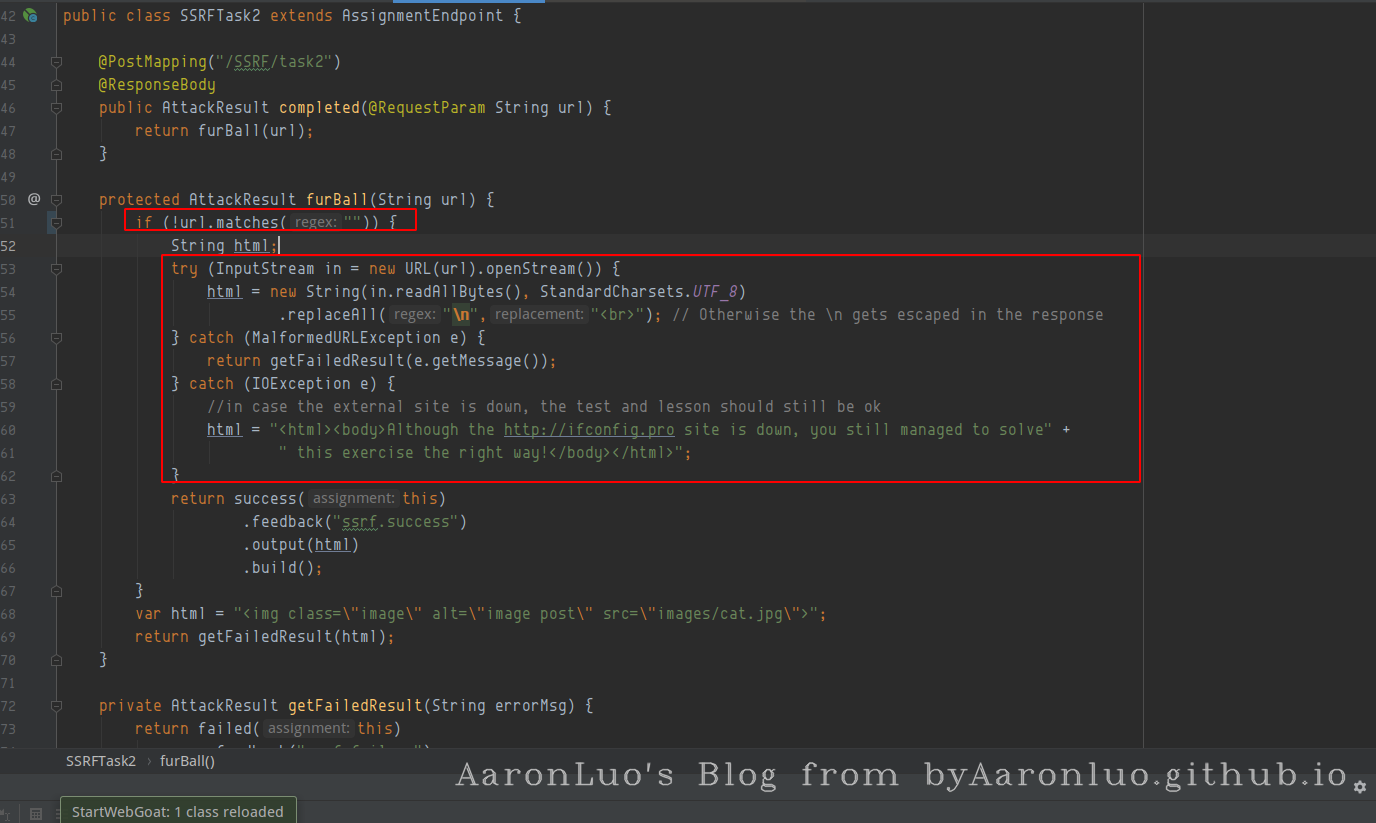 42 public class SSRFTask2 extends AssignmentEndpoint {
43
44 @PostMapping("/SSRF/task2")
45 @ResponseBody
46 public AttackResult completed(@RequestParam String url) {
47 return furBall(url);
48 }
49
50 @ protected AttackResult furBall(String url) {
51 if (!url.matches( regex: "")) {
52 String html;
53 try (InputStream in = new URL(url).openStream()) {
54 html = new String(in.readAllBytes(), StandardCharsets.UTF_8)
55 .replaceAll( regex: "\n", replacement: "<br>"); // Otherwise the \n gets escaped in the response
56 } catch (MalformedURLException e) {
57 return getFailedResult(e.getMessage());
58 } catch (IOException e) {
59 //in case the external site is down, the test and lesson should still be ok
60 html = "<html><body>Although the http://ifconfig.pro site is down, you still managed to solve" +
61 " this exercise the right way!</body></html>";
62 }
63 return success( assignment: this)
64 .feedback("ssrf.success")
65 .output(html)
66 .build();
67 }
68 var html = "<img class=\"image\" alt=\"image post\" src=\"images/cat.jpg\">";
69 return getFailedResult(html);
70 }
71
72 private AttackResult getFailedResult(String errorMsg) {
73 return failed( assignment: this)
SSRFTask2 › furBall()
AaronLuo's Blog from byAaronluo.github.io
StartWebGoat: 1 class reloaded